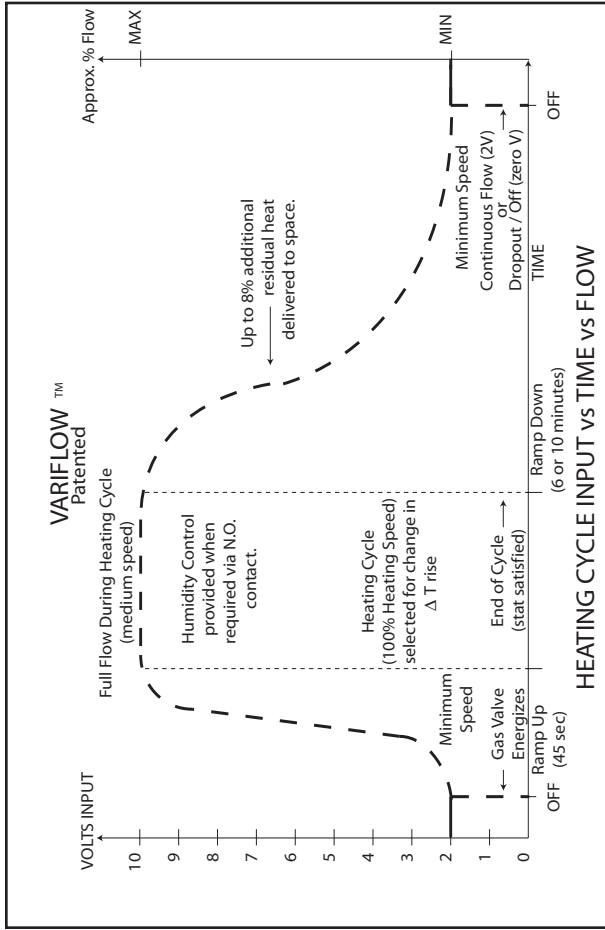 VARIFLOW ™
Patented
VOLTS INPUT
Approx. % Flow
10
9
8
7
6
5
4
3
2
1
0
MAX
MIN
Full Flow During Heating Cycle
(medium speed)
Humidity Control
provided when
required via N.O.
contact.
Up to 8% additional
residual heat
delivered to space.
Heating Cycle
(100% Heating Speed)
selected for change in
Δ T rise
Minimum
Speed
Gas Valve
Energizes
End of Cycle
(stat satisfied)
Minimum Speed
Continuous Flow (2V)
or
Dropout / Off (zero V)
OFF
Ramp Up
(45 sec)
Ramp Down
(6 or 10 minutes)
TIME
OFF
HEATING CYCLE INPUT vs TIME vs FLOW